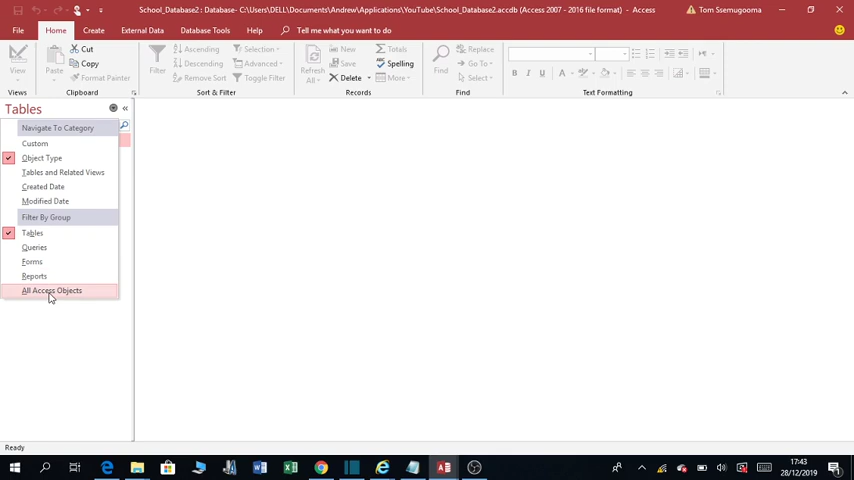 School_Database2 : Database- C:\Users\DELL\Documents\Andrew\Applications\YouTube\School_Database2.accdb (Access 2007 - 2016 file format) - Access
Tom Ssemugooma
File Home Create External Data Database Tools Help Tell me what you want to do
View
Views
Paste
Cut
Copy
Format Painter
Clipboard
Filter
Ascending
Descending
Remove Sort
Selection
Advanced
Toggle Filter
Sort & Filter
Refresh
All
New
Save
Delete
Totals
Spelling
More
Records
Find
Replace
Go To
Select
Find
B I U A
Text Formatting
Tables
Navigate To Category
Custom
Object Type
Tables and Related Views
Created Date
Modified Date
Filter By Group
Tables
Queries
Forms
Reports
All Access Objects
Ready
17:43
28/12/2019